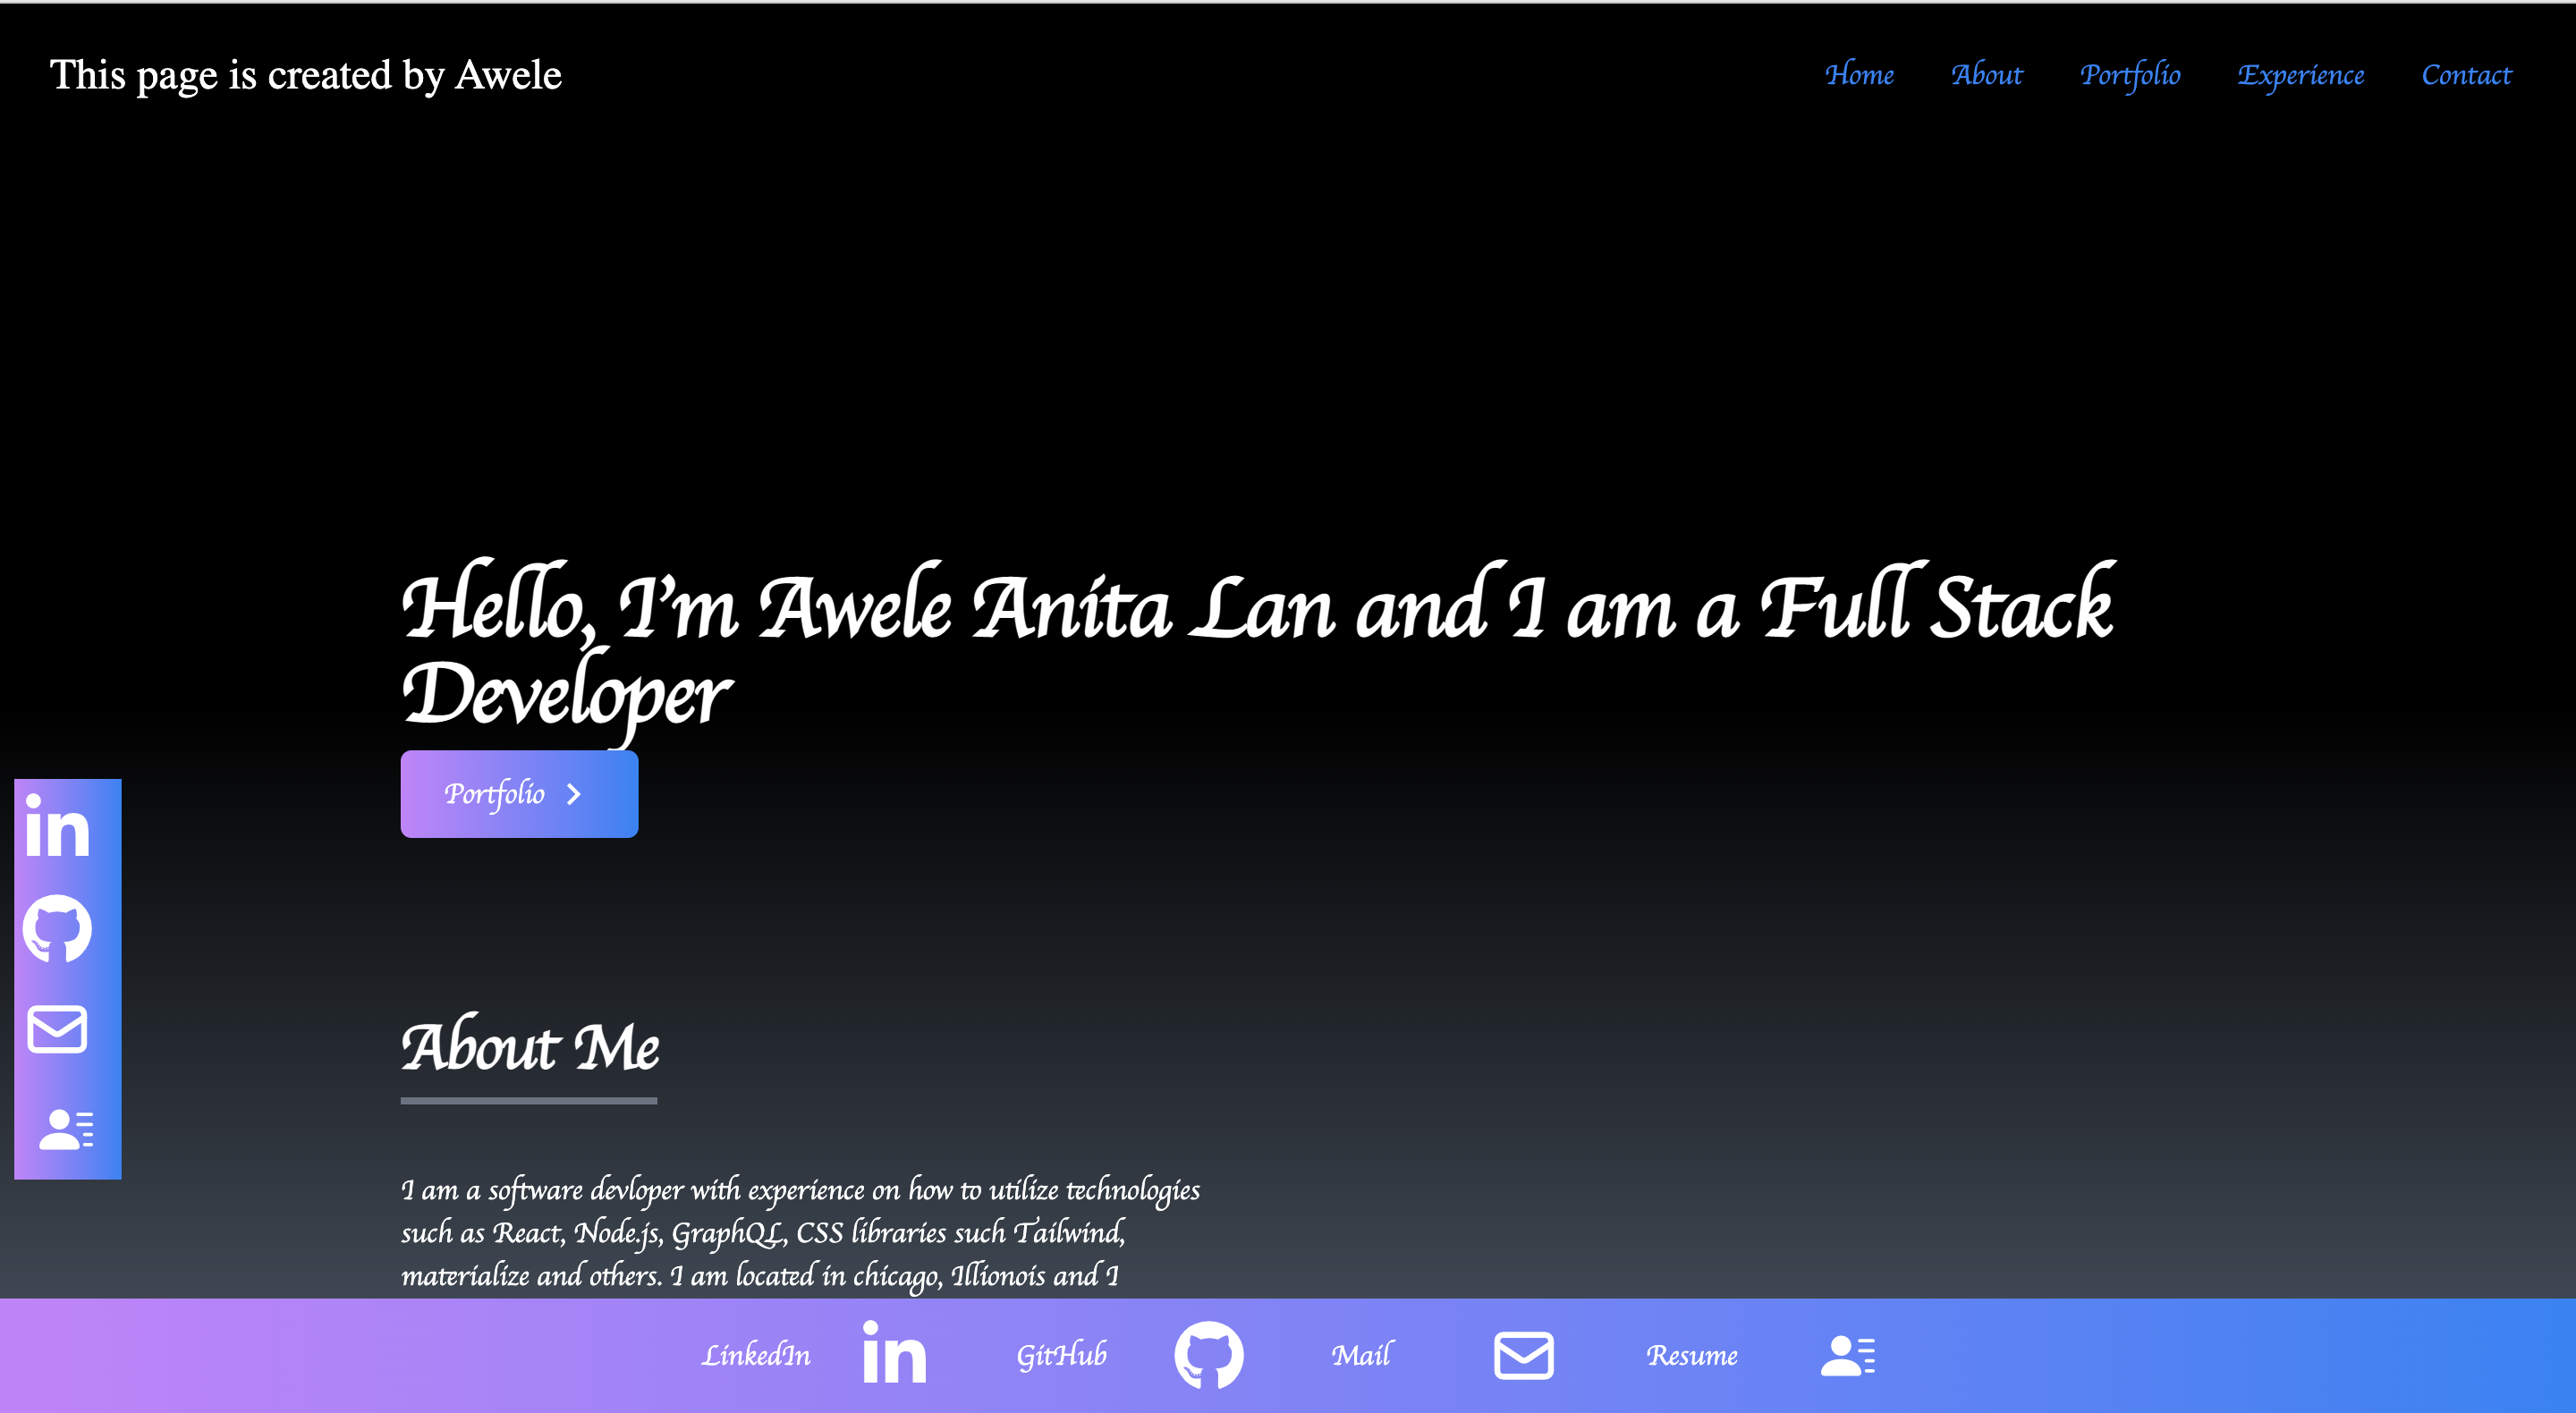 This page is created by Awele
Home About Portfolio Experience Contact
Hello, I'm Awele Anita Lan and I am a Full Stack
Developer
Portfolio
in
About Me
I am a software devloper with experience on how to utilize technologies
such as React, Node.js, GraphQL, CSS libraries such Tailwind,
materialize and others. I am located in chicago, Illionois and I
LinkedIn in GitHub Mail Resume